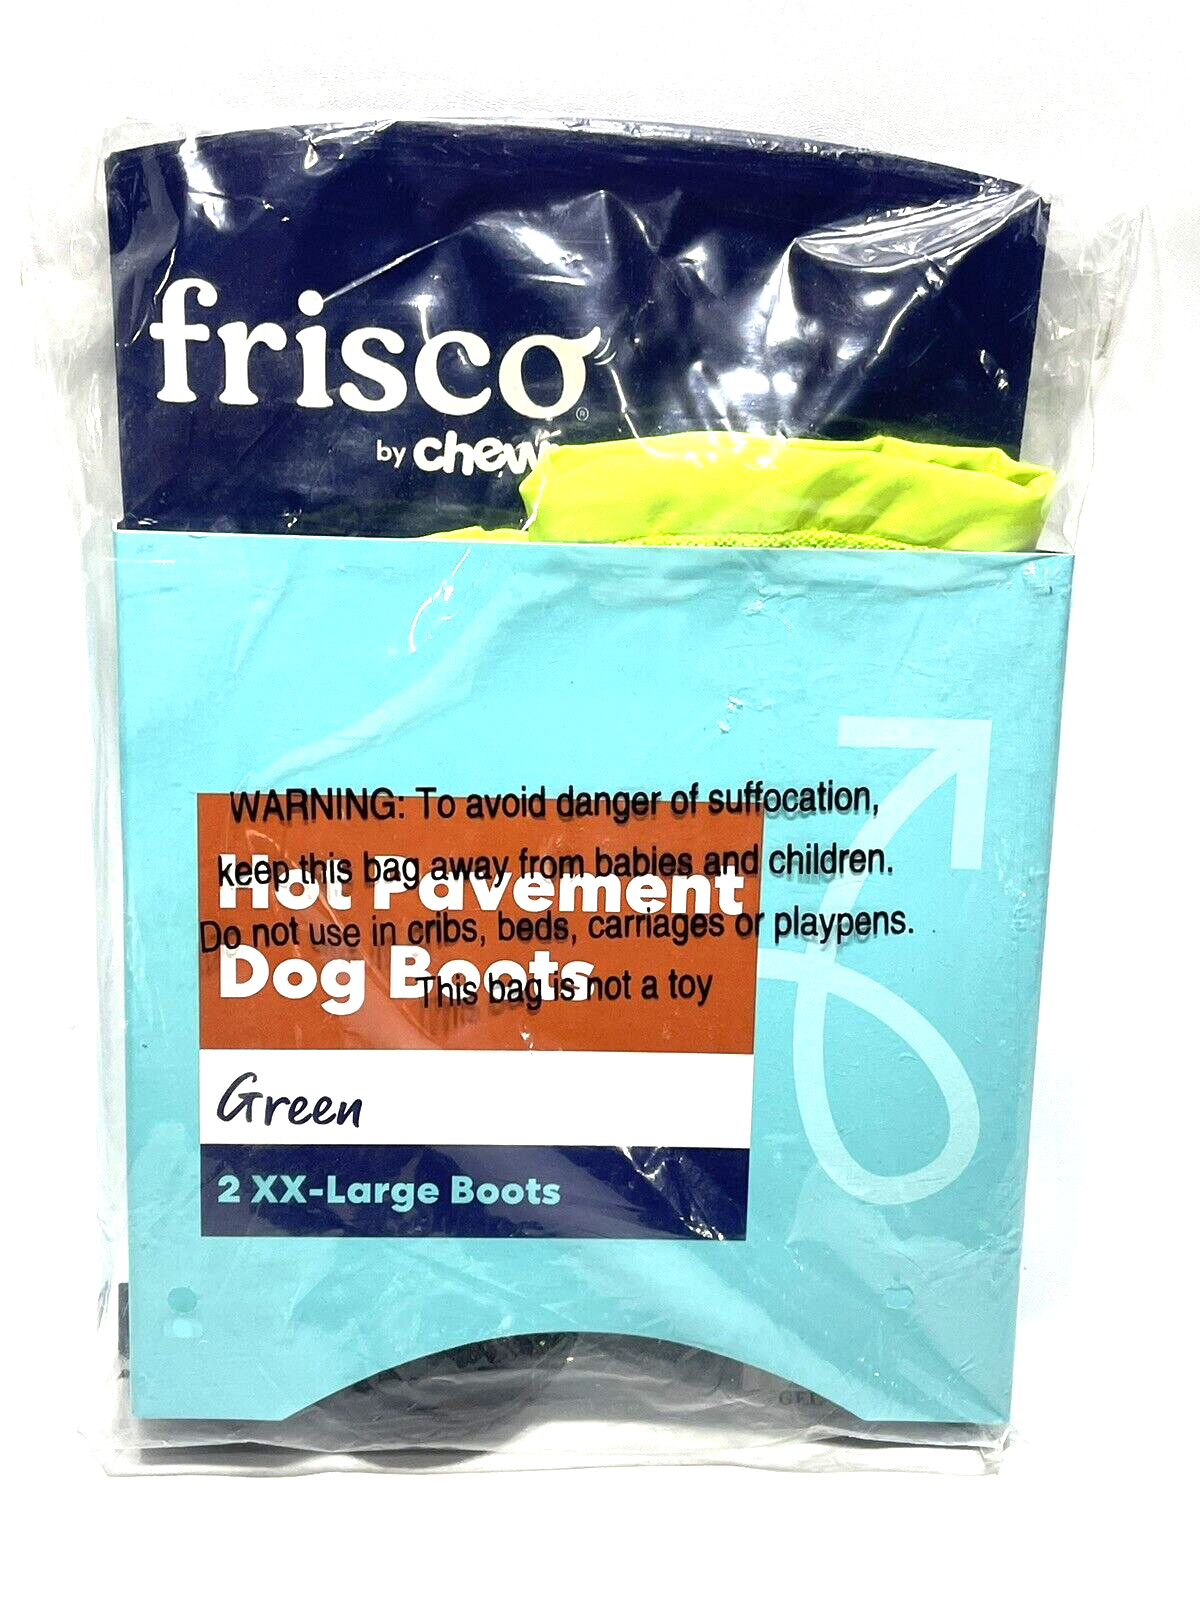 frisco®
by chewy
WARNING: To avoid danger of suffocation,
keep this bag away from babies and children.
Do not use in cribs, beds, carriages or playpens.
This bag is not a toy
Hot Pavement
Dog Boots
Green
2 XX-Large Boots